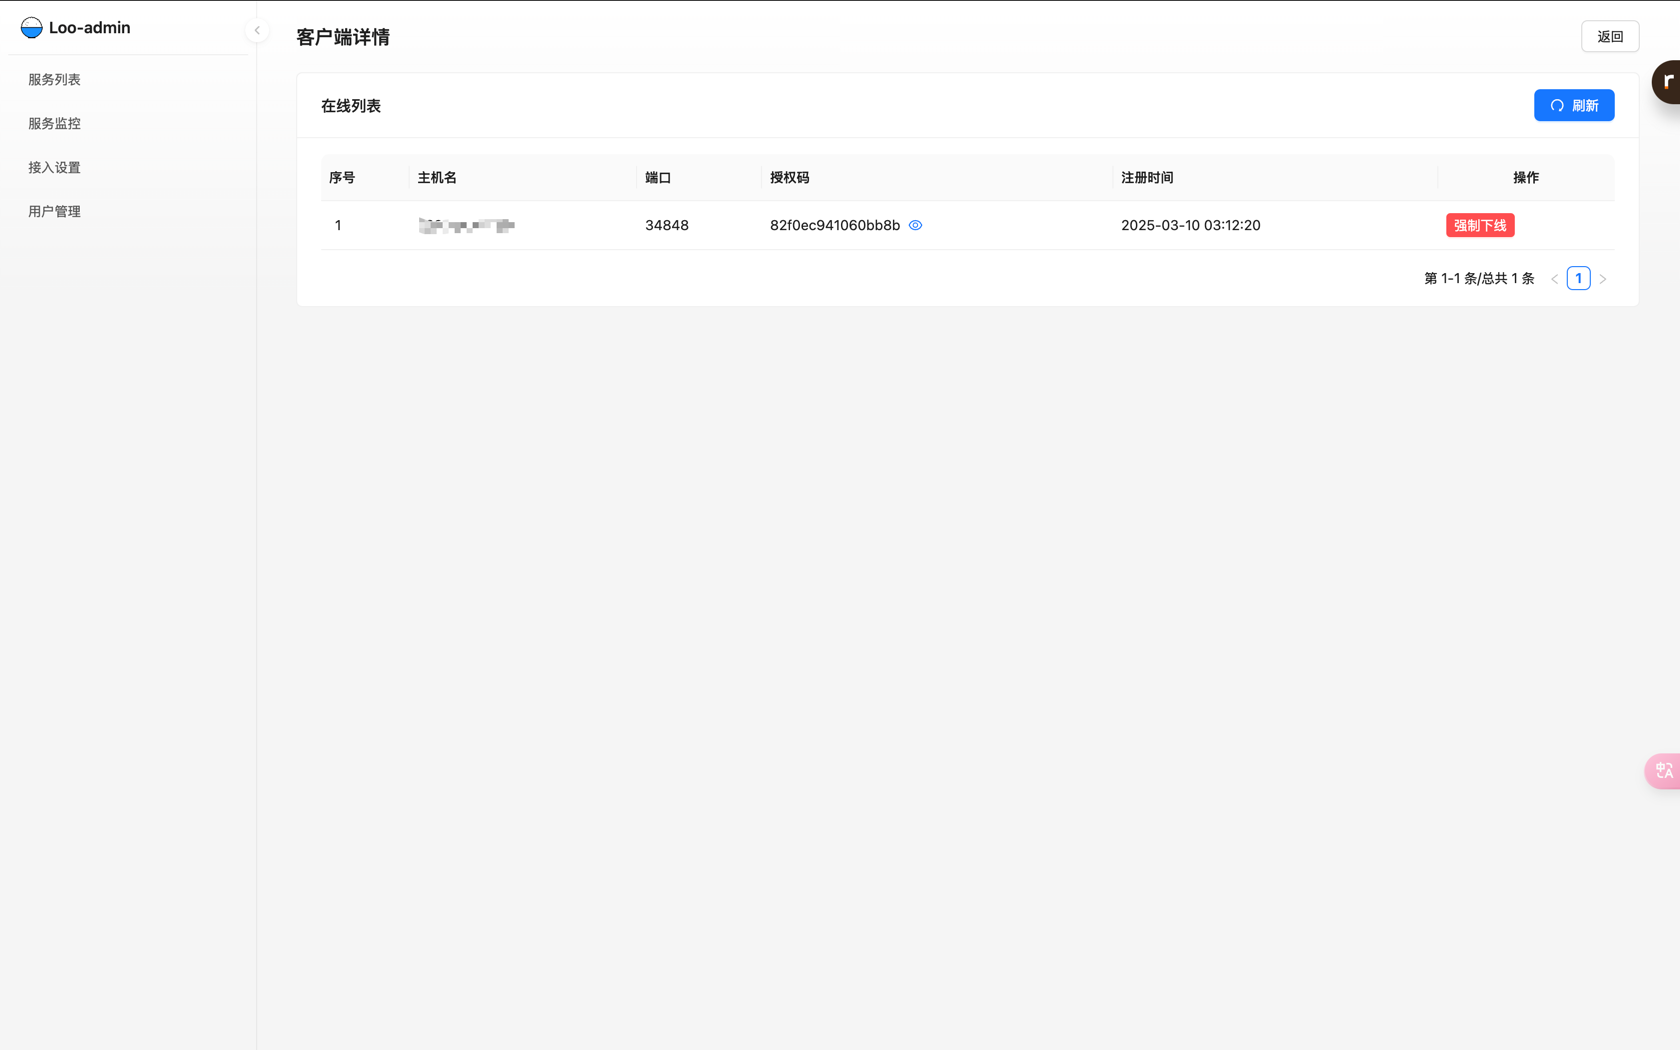 Loo-admin
服务列表
服务监控
接入设置
用户管理
客户端详情
返回
在线列表
刷新
序号 主机名 端口 授权码 注册时间 操作
1 34848 82f0ec941060bb8b 2025-03-10 03:12:20 强制下线
第 1-1 条/总共 1 条 1
r
中 A